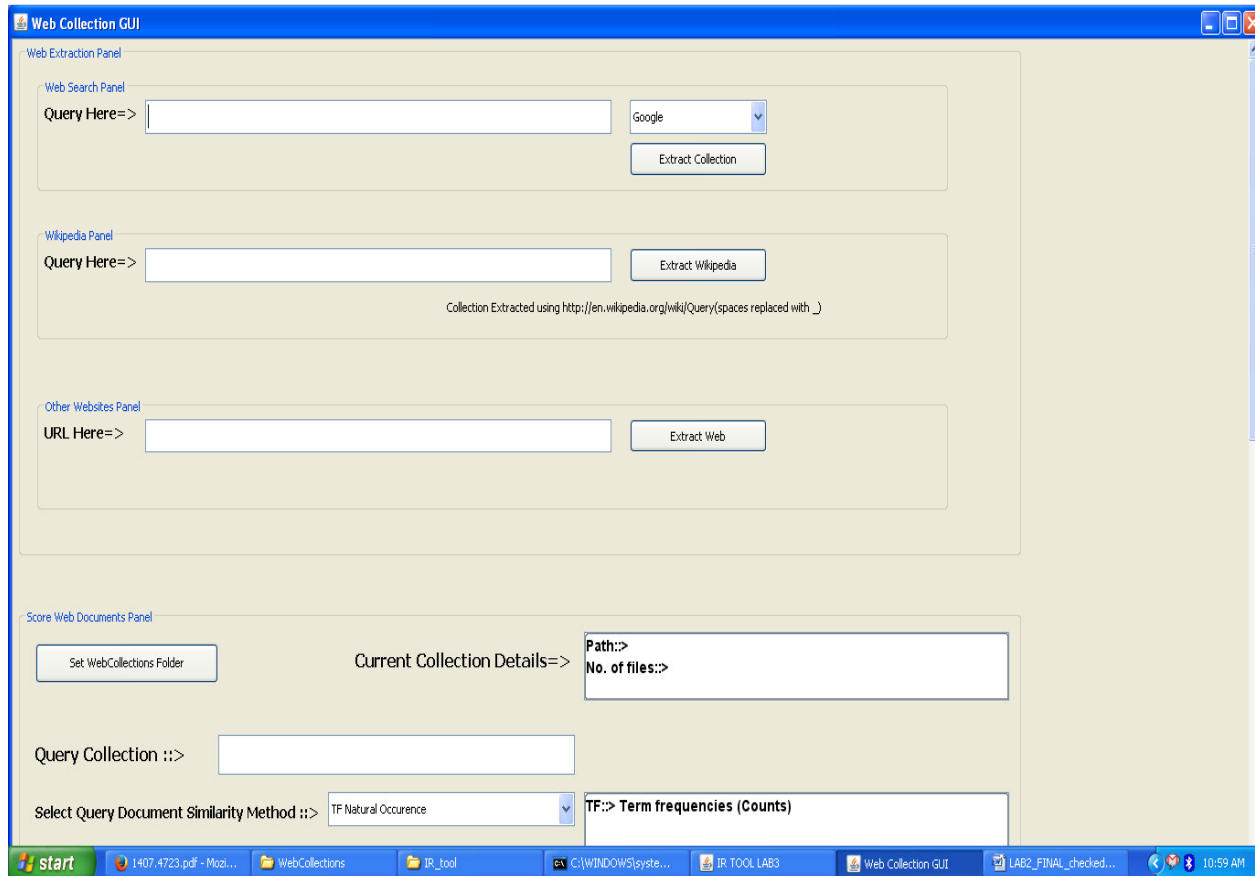 Web Collection GUI
Web Extraction Panel
Web Search Panel
Query Here=>
Google
Extract Collection
Wikipedia Panel
Query Here=>
Extract Wikipedia
Collection Extracted using http://en.wikipedia.org/wiki/Query(spaces replaced with _)
Other Websites Panel
URL Here=>
Extract Web
Score Web Documents Panel
Set WebCollections Folder
Current Collection Details=>
Path::>
No. of files::>
Query Collection ::>
Select Query Document Similarity Method ::>
TF Natural Occurence
TF::> Term frequencies (Counts)
start
1407.4723.pdf - Mozi...
WebCollections
IR_tool
C:\WINDOWS\syste...
IR TOOL LAB3
Web Collection GUI
LAB2_FINAL_checked...
10:59 AM